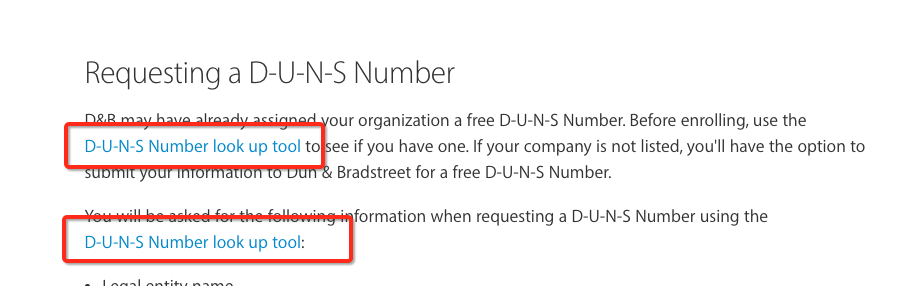 Requesting a D-U-N-S Number
D&B may have already assigned your organization a free D-U-N-S Number. Before enrolling, use the
D-U-N-S Number look up tool to see if you have one. If your company is not listed, you'll have the option to
submit your information to Dun & Bradstreet for a free D-U-N-S Number.
You will be asked for the following information when requesting a D-U-N-S Number using the
D-U-N-S Number look up tool:
• Legal entity name